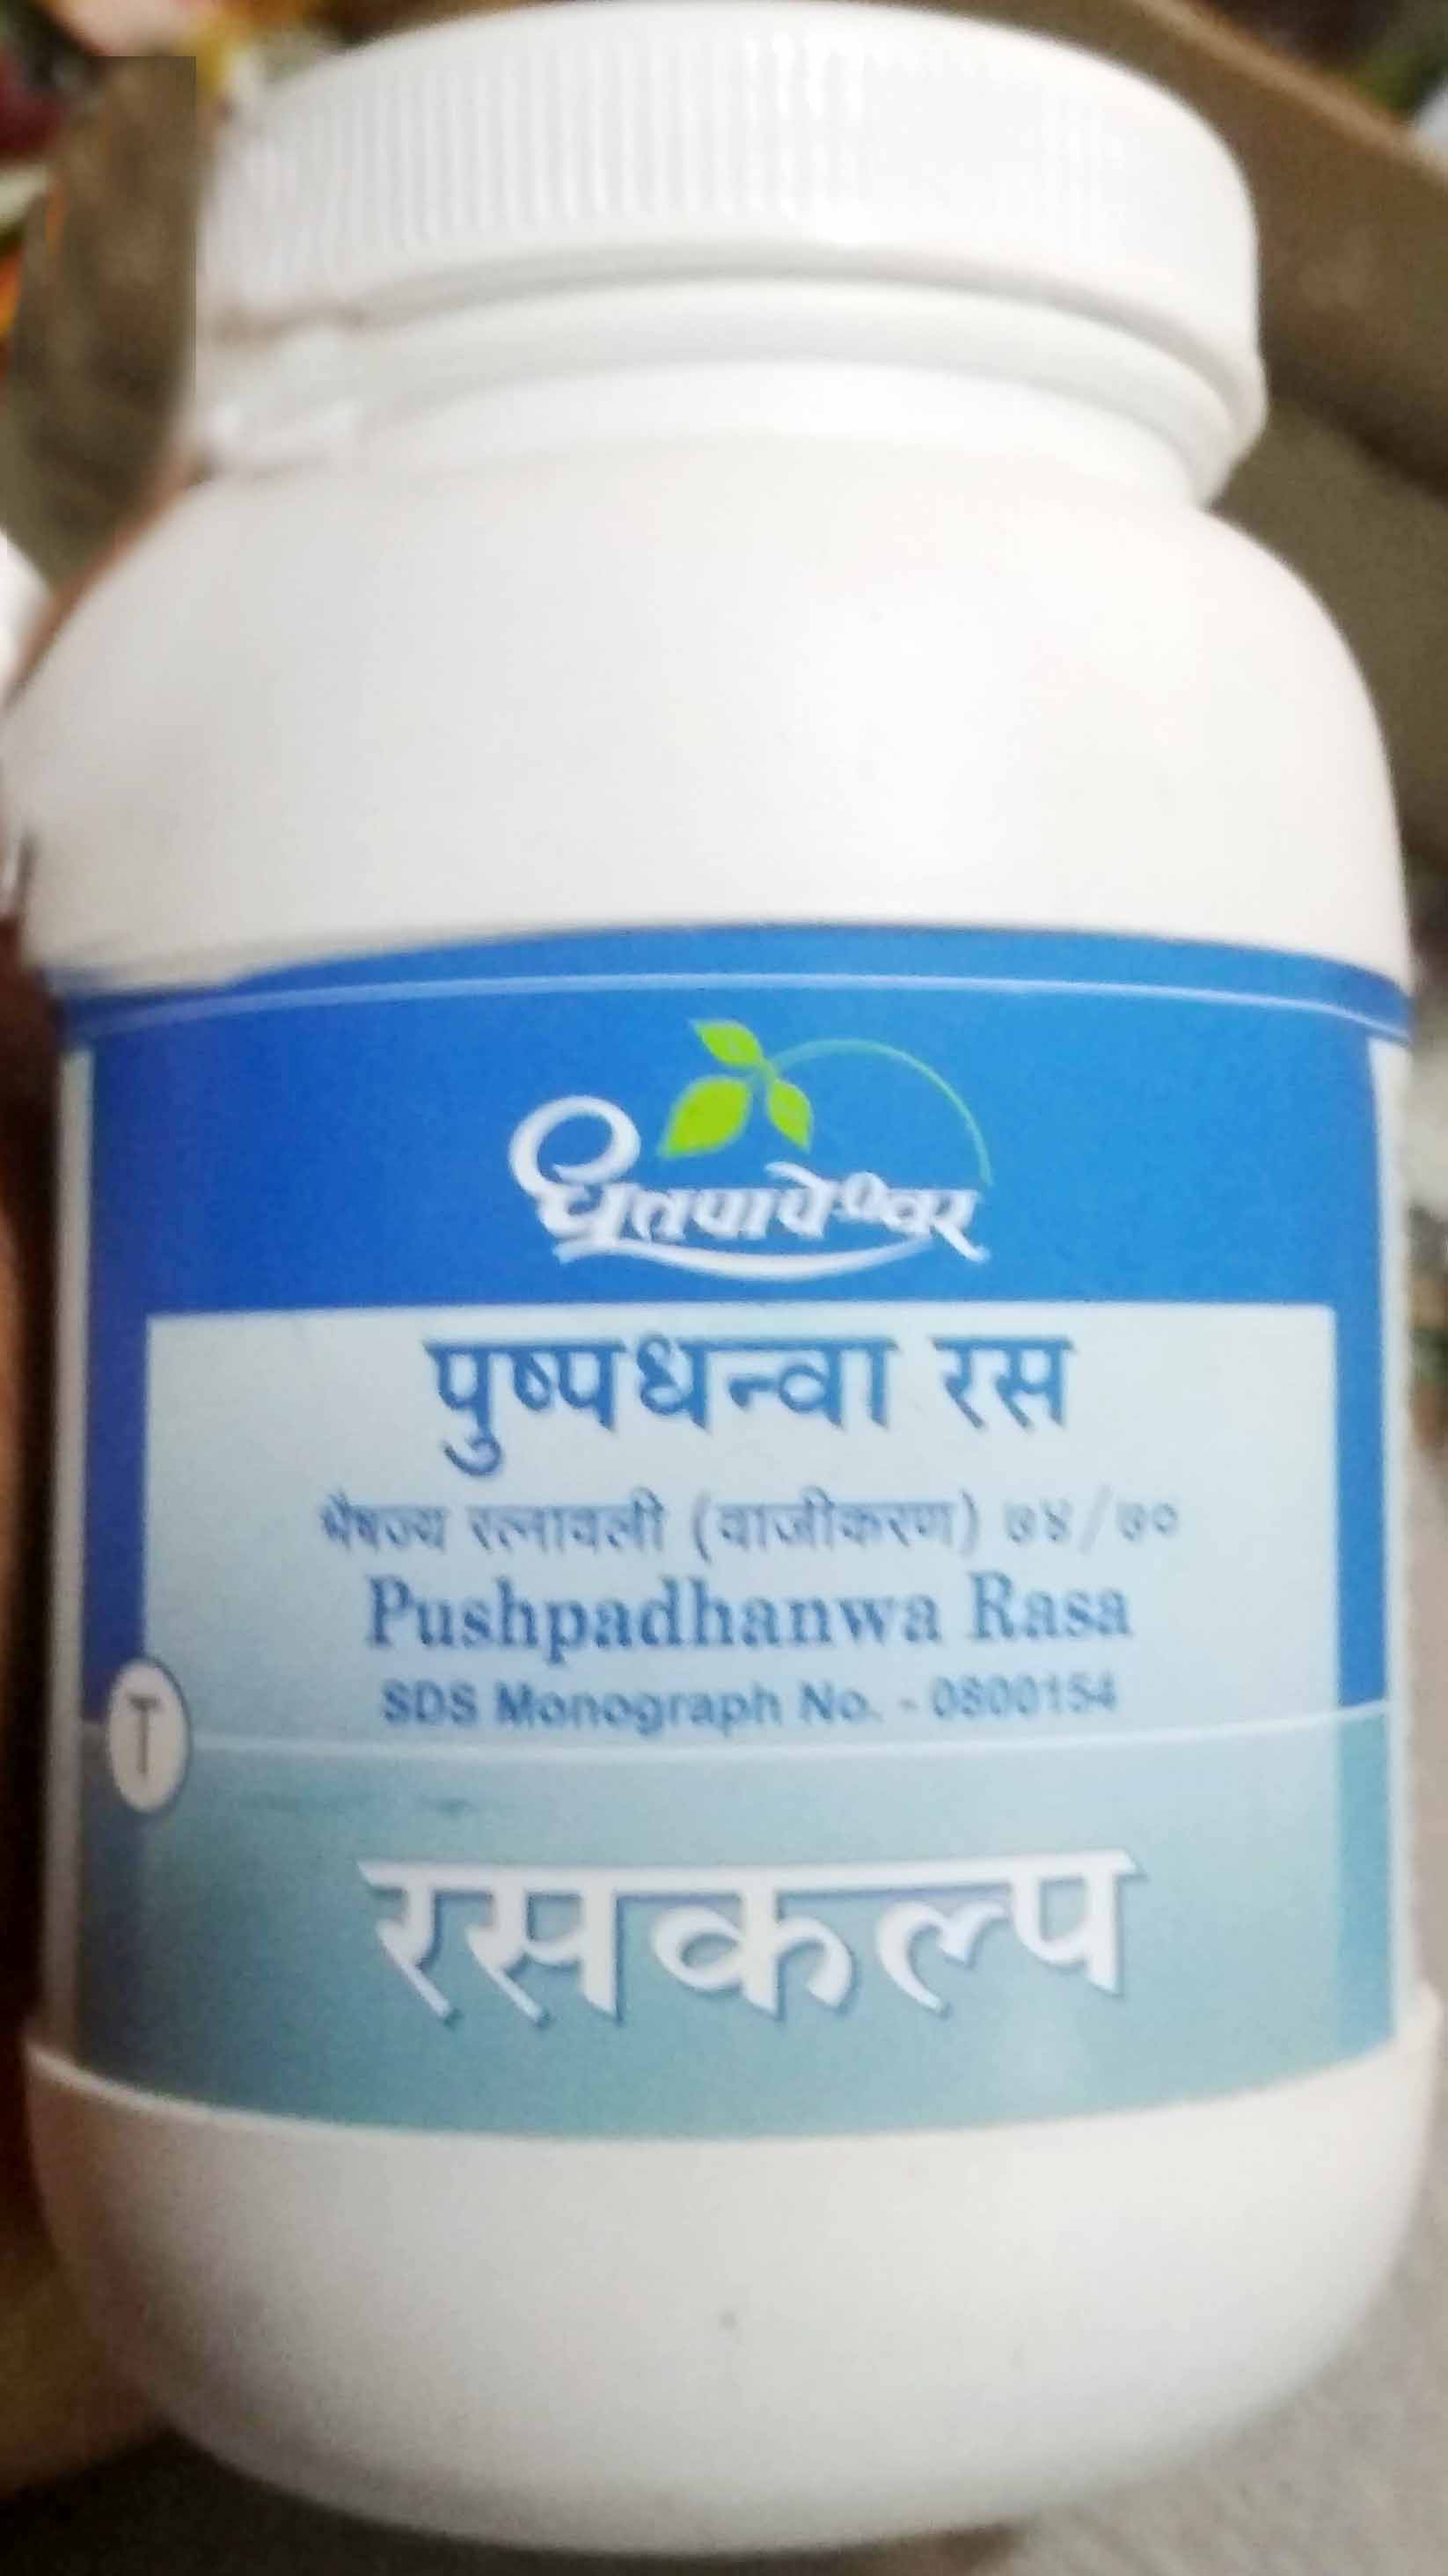 धूतपापेश्वर
पुष्पधन्वा रस
भैषज्य रत्नावली (वाजीकरण) ७४/७०
Pushpadhanwa Rasa
SDS Monograph No. - 0800154
T
रसकल्प